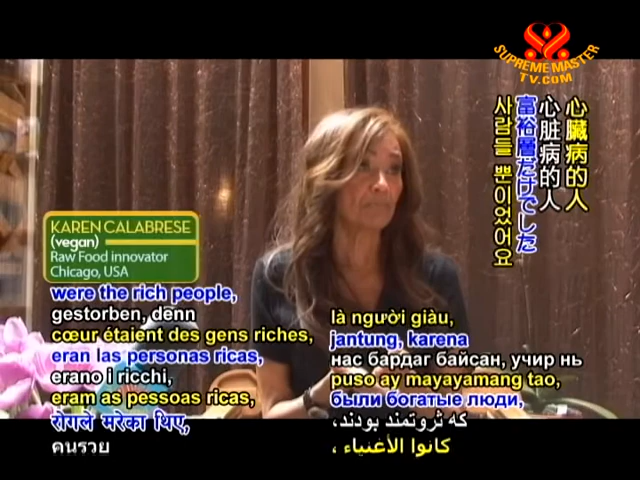 SUPREME MASTER
TV.COM
心臟病的人
心脏病的人
富裕層だけでした
사람들 뿐이었어요
KAREN CALABRESE
(vegan)
Raw Food innovator
Chicago, USA
were the rich people,
gestorben, denn
cœur étaient des gens riches,
eran las personas ricas,
erano i ricchi,
eram as pessoas ricas,
रोगले मरेका थिए,
คนรวย
là người giàu,
jantung, karena
нас бардаг байсан, учир нь
puso ay mayayamang tao,
были богатые люди,
که ثروتمند بودند،
كانوا الأغنياء ،